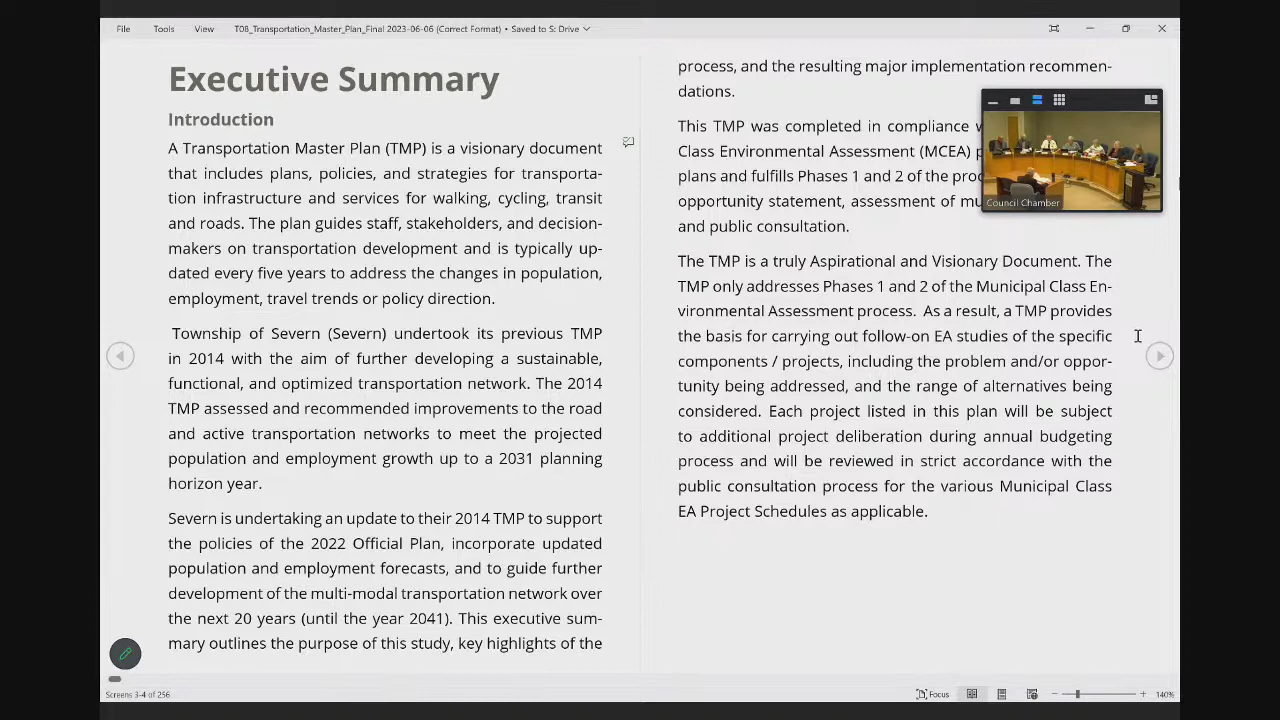 File Tools View T08_Transportation_Master_Plan_Final 2023-06-06 (Correct Format) • Saved to S: Drive
Executive Summary
Introduction
A Transportation Master Plan (TMP) is a visionary document
that includes plans, policies, and strategies for transporta-
tion infrastructure and services for walking, cycling, transit
and roads. The plan guides staff, stakeholders, and decision-
makers on transportation development and is typically up-
dated every five years to address the changes in population,
employment, travel trends or policy direction.
Township of Severn (Severn) undertook its previous TMP
in 2014 with the aim of further developing a sustainable,
functional, and optimized transportation network. The 2014
TMP assessed and recommended improvements to the road
and active transportation networks to meet the projected
population and employment growth up to a 2031 planning
horizon year.
Severn is undertaking an update to their 2014 TMP to support
the policies of the 2022 Official Plan, incorporate updated
population and employment forecasts, and to guide further
development of the multi-modal transportation network over
the next 20 years (until the year 2041). This executive sum-
mary outlines the purpose of this study, key highlights of the
process, and the resulting major implementation recommen-
dations.
This TMP was completed in compliance
Class Environmental Assessment (MCEA)
plans and fulfills Phases 1 and 2 of the
opportunity statement, assessment of
and public consultation.
Council Chamber
The TMP is a truly Aspirational and Visionary Document. The
TMP only addresses Phases 1 and 2 of the Municipal Class En-
vironmental Assessment process. As a result, a TMP provides
the basis for carrying out follow-on EA studies of the specific
components / projects, including the problem and/or oppor-
tunity being addressed, and the range of alternatives being
considered. Each project listed in this plan will be subject
to additional project deliberation during annual budgeting
process and will be reviewed in strict accordance with the
public consultation process for the various Municipal Class
EA Project Schedules as applicable.
Screens 3-4 of 256 Focus 140%